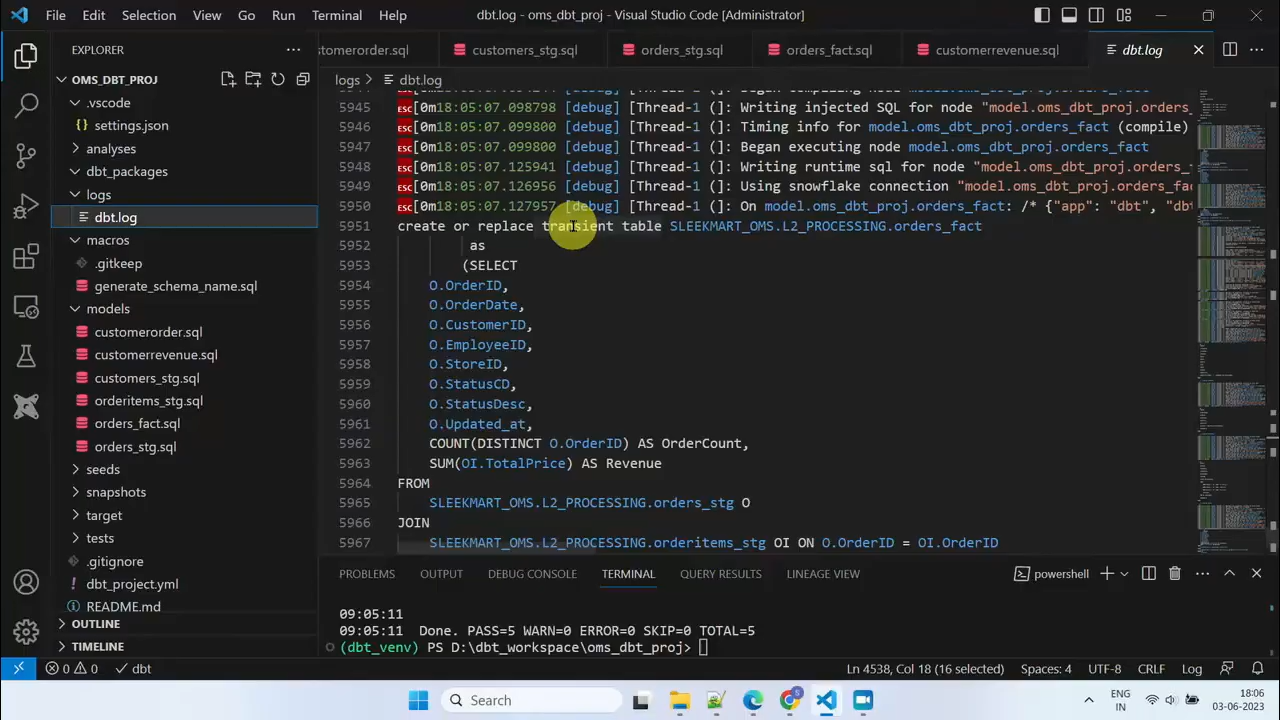 File Edit Selection View Go Run Terminal Help
dbt.log - oms_dbt_proj - Visual Studio Code [Administrator]
EXPLORER
OMS_DBT_PROJ
.vscode
settings.json
analyses
dbt_packages
logs
dbt.log
macros
.gitkeep
generate_schema_name.sql
models
customerorder.sql
customerrevenue.sql
customers_stg.sql
orderitems_stg.sql
orders_fact.sql
orders_stg.sql
seeds
snapshots
target
tests
.gitignore
dbt_project.yml
README.md
OUTLINE
TIMELINE
stomerorder.sql customers_stg.sql orders_stg.sql orders_fact.sql customerrevenue.sql dbt.log
logs > dbt.log
5945 ESC[0m18:05:07.098798 [debug] [Thread-1 (]: Writing injected SQL for node "model.oms_dbt_proj.orders
5946 ESC[0m18:05:07.099800 [debug] [Thread-1 (]: Timing info for model.oms_dbt_proj.orders_fact (compile)
5947 ESC[0m18:05:07.099800 [debug] [Thread-1 (]: Began executing node model.oms_dbt_proj.orders_fact
5948 ESC[0m18:05:07.125941 [debug] [Thread-1 (]: Writing runtime sql for node "model.oms_dbt_proj.orders_
5949 ESC[0m18:05:07.126956 [debug] [Thread-1 (]: Using snowflake connection "model.oms_dbt_proj.orders_fac
5950 ESC[0m18:05:07.127957 [debug] [Thread-1 (]: On model.oms_dbt_proj.orders_fact: /* {"app": "dbt", "dbt
5951 create or replace transient table SLEEKMART_OMS.L2_PROCESSING.orders_fact
5952 as
5953 (SELECT
5954 O.OrderID,
5955 O.OrderDate,
5956 O.CustomerID,
5957 O.EmployeeID,
5958 O.StoreID,
5959 O.StatusCD,
5960 O.StatusDesc,
5961 O.Updated_at,
5962 COUNT(DISTINCT O.OrderID) AS OrderCount,
5963 SUM(OI.TotalPrice) AS Revenue
5964 FROM
5965 SLEEKMART_OMS.L2_PROCESSING.orders_stg O
5966 JOIN
5967 SLEEKMART_OMS.L2_PROCESSING.orderitems_stg OI ON O.OrderID = OI.OrderID
PROBLEMS OUTPUT DEBUG CONSOLE TERMINAL QUERY RESULTS LINEAGE VIEW
powershell
09:05:11
09:05:11 Done. PASS=5 WARN=0 ERROR=0 SKIP=0 TOTAL=5
(dbt_venv) PS D:\dbt_workspace\oms_dbt_proj>
0 0 dbt Ln 4538, Col 18 (16 selected) Spaces: 4 UTF-8 CRLF Log
Search
5
ENG
IN
18:06
03-06-2023